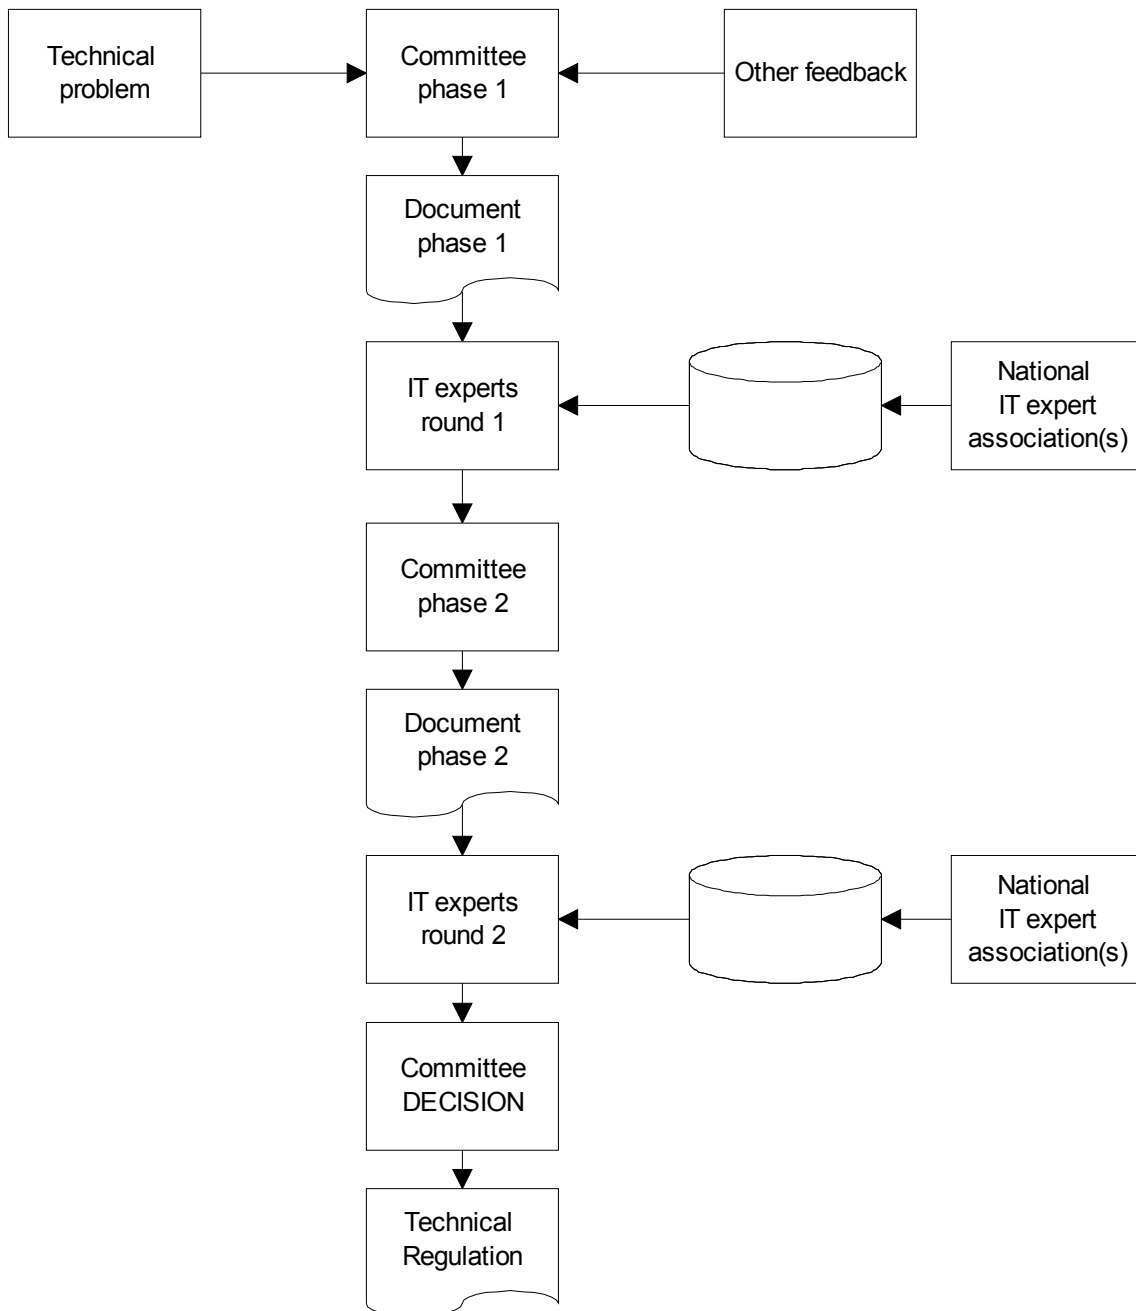 Technical
problem
Committee
phase 1
Other feedback
Document
phase 1
IT experts
round 1
National
IT expert
association(s)
Committee
phase 2
Document
phase 2
IT experts
round 2
National
IT expert
association(s)
Committee
DECISION
Technical
Regulation